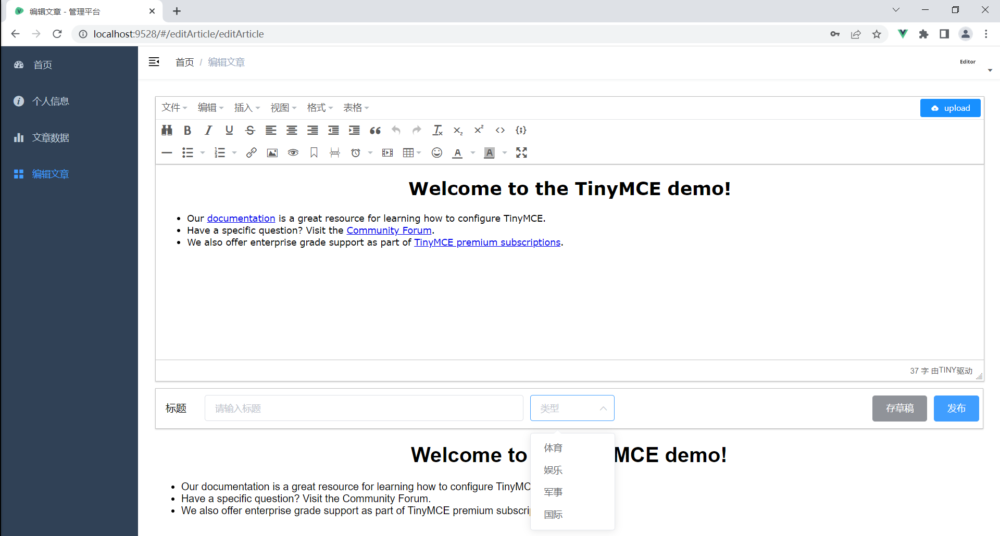 编辑文章 - 管理平台
localhost:9528/#/editArticle/editArticle
首页
个人信息
文章数据
编辑文章
首页 / 编辑文章
Editor
文件 编辑 插入 视图 格式 表格
upload
Welcome to the TinyMCE demo!
Our documentation is a great resource for learning how to configure TinyMCE.
Have a specific question? Visit the Community Forum.
We also offer enterprise grade support as part of TinyMCE premium subscriptions.
37 字 由TINY驱动
标题 请输入标题 类型 存草稿 发布
体育
娱乐
军事
国际
Welcome to MCE demo!
Our documentation is a great resource for learning how to configure TinyMC
Have a specific question? Visit the Community Forum.
We also offer enterprise grade support as part of TinyMCE premium subscri